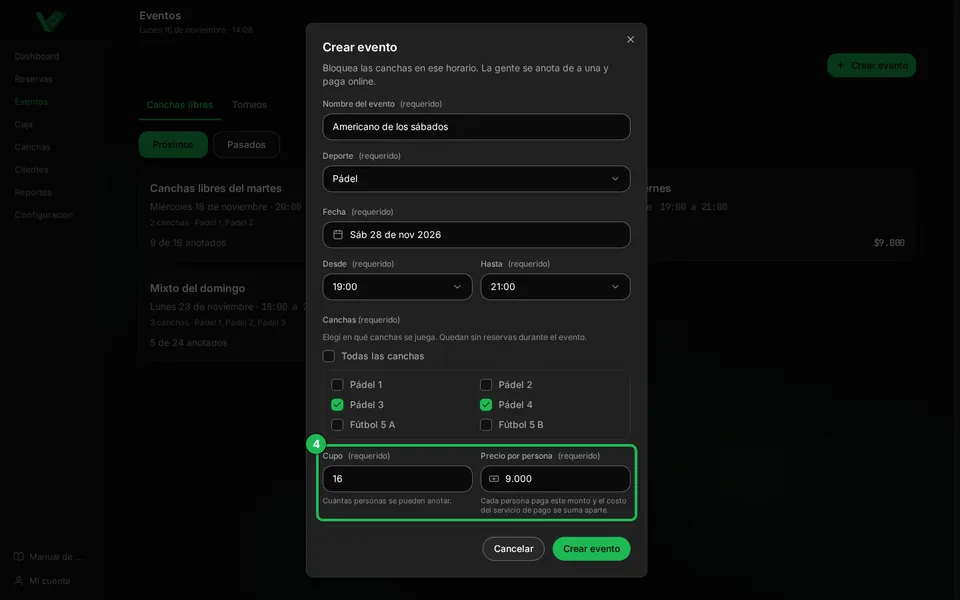 Eventos
Lunes 16 de noviembre · 14:08
Dashboard
Reservas
Eventos
Caja
Canchas
Clientes
Reportes
Configuración
Manual de ...
Mi cuenta
+ Crear evento
Canchas libres
Torneos
Próximos
Pasados
Canchas libres del martes
Miércoles 18 de noviembre · 20:00
2 canchas · Pádel 1, Pádel 2
9 de 16 anotados
ernes
19:00 a 21:00
$9.000
Mixto del domingo
Lunes 23 de noviembre · 18:00 a 2
3 canchas · Pádel 1, Pádel 2, Pádel 3
5 de 24 anotados
Crear evento
Bloquea las canchas en ese horario. La gente se anota de a una y
paga online.
Nombre del evento (requerido)
Americano de los sábados
Deporte (requerido)
Pádel
Fecha (requerido)
Sáb 28 de nov 2026
Desde (requerido)
Hasta (requerido)
19:00
21:00
Canchas (requerido)
Elegí en qué canchas se juega. Quedan sin reservas durante el evento.
Todas las canchas
Pádel 1
Pádel 2
Pádel 3
Pádel 4
Fútbol 5 A
Fútbol 5 B
4
Cupo (requerido)
Precio por persona (requerido)
16
9.000
Cuántas personas se pueden anotar.
Cada persona paga este monto y el costo
del servicio de pago se suma aparte.
Cancelar
Crear evento